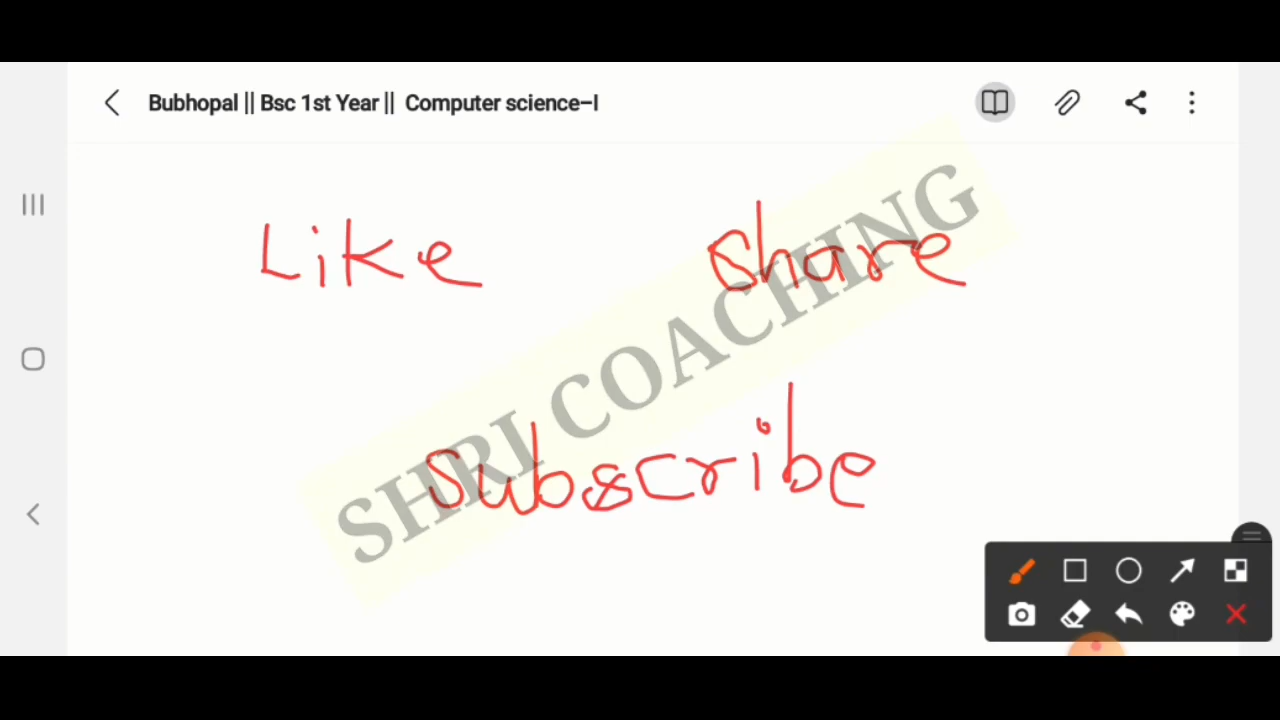 Bubhopal || Bsc 1st Year || Computer science-I
Like Share
SHRI COACHING
Subscribe